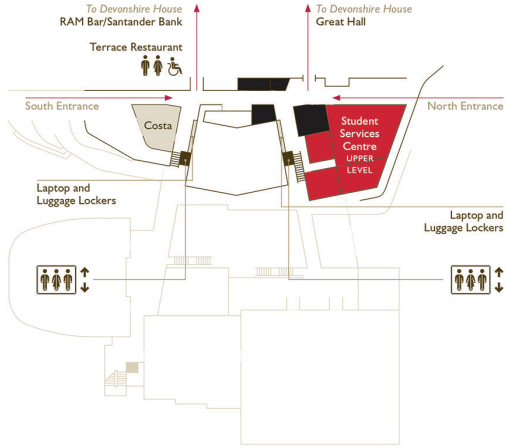 To Devonshire House
RAM Bar/Santander Bank
To Devonshire House
Great Hall
Terrace Restaurant
South Entrance
North Entrance
Costa
Student
Services
Centre
UPPER
LEVEL
Laptop and
Luggage Lockers
Laptop and
Luggage Lockers